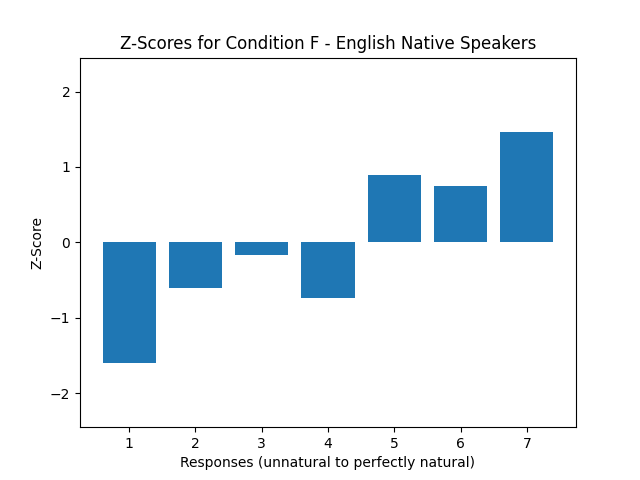 Z-Scores for Condition F - English Native Speakers
2
1
0
−1
−2
Z-Score
1 2 3 4 5 6 7
Responses (unnatural to perfectly natural)